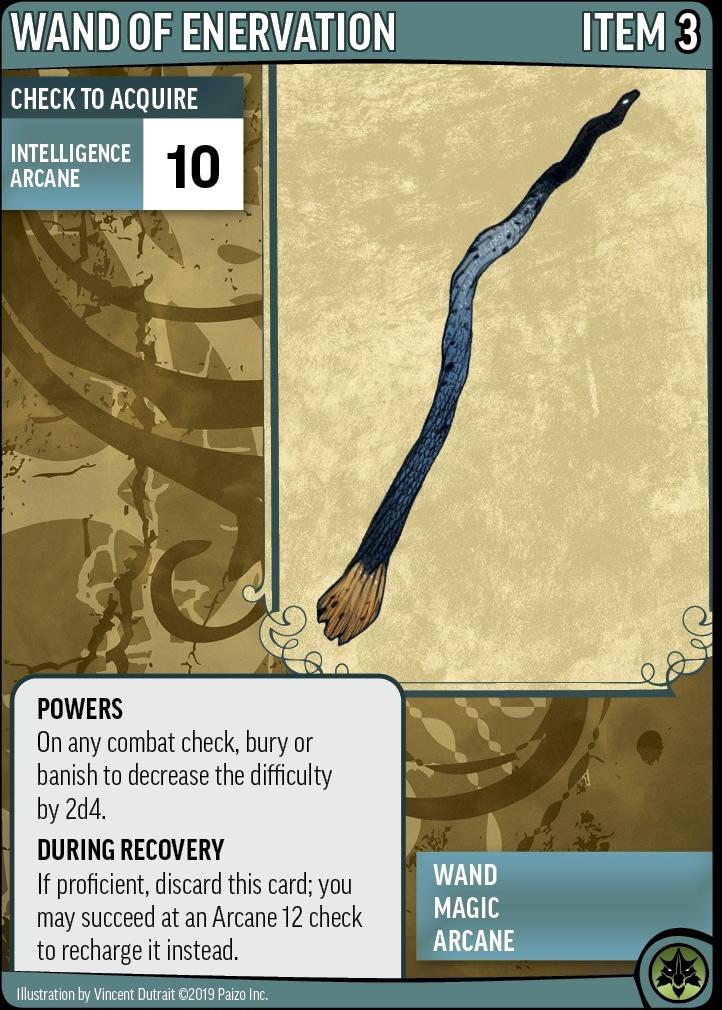 WAND OF ENERVATION
ITEM 3
CHECK TO ACQUIRE
INTELLIGENCE
ARCANE
10
POWERS
On any combat check, bury or
banish to decrease the difficulty
by 2d4.
DURING RECOVERY
If proficient, discard this card; you
may succeed at an Arcane 12 check
to recharge it instead.
WAND
MAGIC
ARCANE
Illustration by Vincent Dutrait ©2019 Paizo Inc.